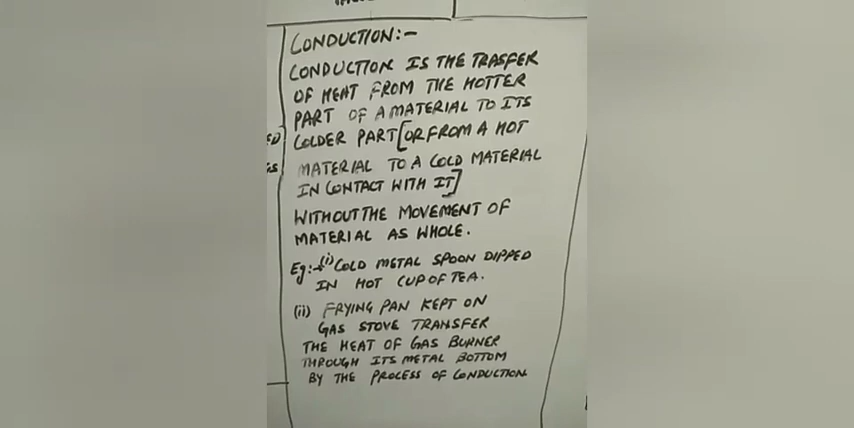 CONDUCTION:-
CONDUCTION IS THE TRASFER
OF HEAT FROM THE HOTTER
PART OF A MATERIAL TO ITS
COLDER PART [OR FROM A HOT
MATERIAL TO A COLD MATERIAL
IN CONTACT WITH IT]
WITHOUT THE MOVEMENT OF
MATERIAL AS WHOLE.
Eg:- (i) COLD METAL SPOON DIPPED
IN HOT CUP OF TEA.
(ii) FRYING PAN KEPT ON
GAS STOVE TRANSFER
THE HEAT OF GAS BURNER
THROUGH ITS METAL BOTTOM
BY THE PROCESS OF CONDUCTION